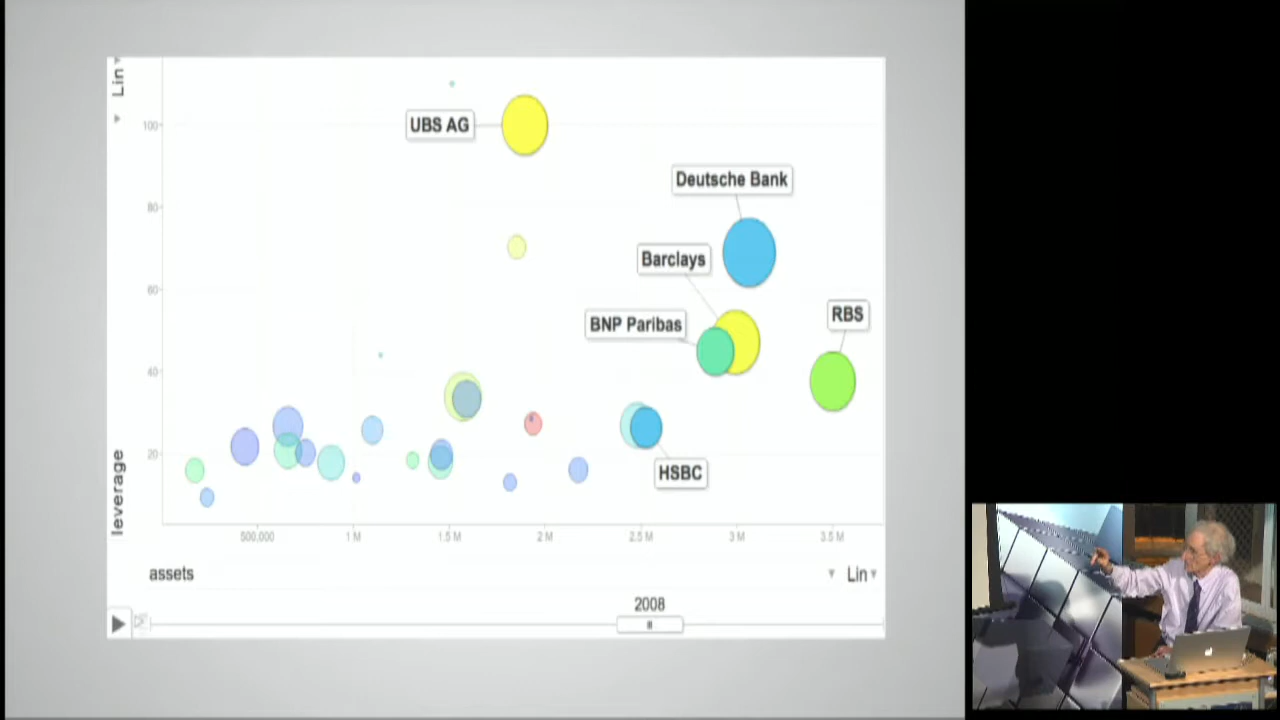 Lin
100
UBS AG
Deutsche Bank
80
Barclays
60
BNP Paribas
RBS
40
20
HSBC
leverage
500,000
1 M
1.5 M
2 M
2.5 M
3 M
3.5 M
assets
Lin
2008